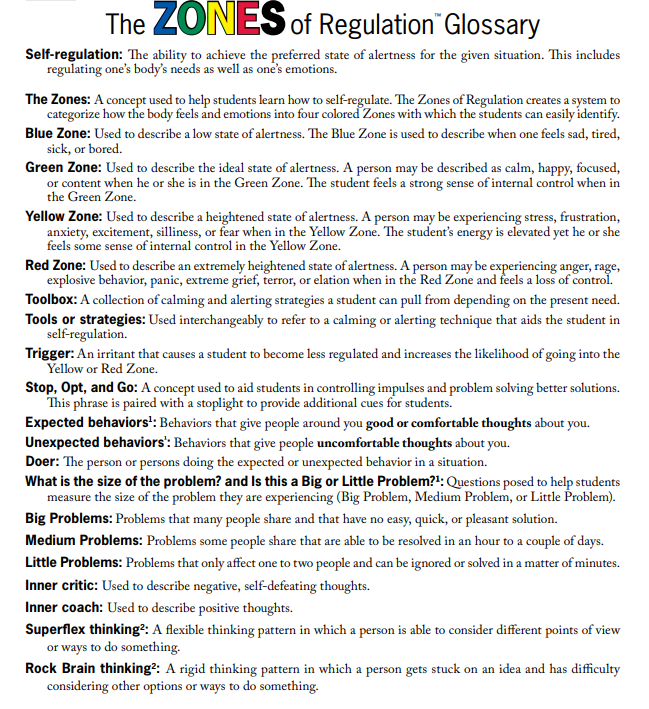 The ZONES of Regulation™ Glossary
Self-regulation: The ability to achieve the preferred state of alertness for the given situation. This includes
regulating one's body's needs as well as one's emotions.
The Zones: A concept used to help students learn how to self-regulate. The Zones of Regulation creates a system to
categorize how the body feels and emotions into four colored Zones with which the students can easily identify.
Blue Zone: Used to describe a low state of alertness. The Blue Zone is used to describe when one feels sad, tired,
sick, or bored.
Green Zone: Used to describe the ideal state of alertness. A person may be described as calm, happy, focused,
or content when he or she is in the Green Zone. The student feels a strong sense of internal control when in
the Green Zone.
Yellow Zone: Used to describe a heightened state of alertness. A person may be experiencing stress, frustration,
anxiety, excitement, silliness, or fear when in the Yellow Zone. The student's energy is elevated yet he or she
feels some sense of internal control in the Yellow Zone.
Red Zone: Used to describe an extremely heightened state of alertness. A person may be experiencing anger, rage,
explosive behavior, panic, extreme grief, terror, or elation when in the Red Zone and feels a loss of control.
Toolbox: A collection of calming and alerting strategies a student can pull from depending on the present need.
Tools or strategies: Used interchangeably to refer to a calming or alerting technique that aids the student in
self-regulation.
Trigger: An irritant that causes a student to become less regulated and increases the likelihood of going into the
Yellow or Red Zone.
Stop, Opt, and Go: A concept used to aid students in controlling impulses and problem solving better solutions.
This phrase is paired with a stoplight to provide additional cues for students.
Expected behaviors¹: Behaviors that give people around you good or comfortable thoughts about you.
Unexpected behaviors¹: Behaviors that give people uncomfortable thoughts about you.
Doer: The person or persons doing the expected or unexpected behavior in a situation.
What is the size of the problem? and Is this a Big or Little Problem?¹: Questions posed to help students
measure the size of the problem they are experiencing (Big Problem, Medium Problem, or Little Problem).
Big Problems: Problems that many people share and that have no easy, quick, or pleasant solution.
Medium Problems: Problems some people share that are able to be resolved in an hour to a couple of days.
Little Problems: Problems that only affect one to two people and can be ignored or solved in a matter of minutes.
Inner critic: Used to describe negative, self-defeating thoughts.
Inner coach: Used to describe positive thoughts.
Superflex thinking²: A flexible thinking pattern in which a person is able to consider different points of view
or ways to do something.
Rock Brain thinking²: A rigid thinking pattern in which a person gets stuck on an idea and has difficulty
considering other options or ways to do something.